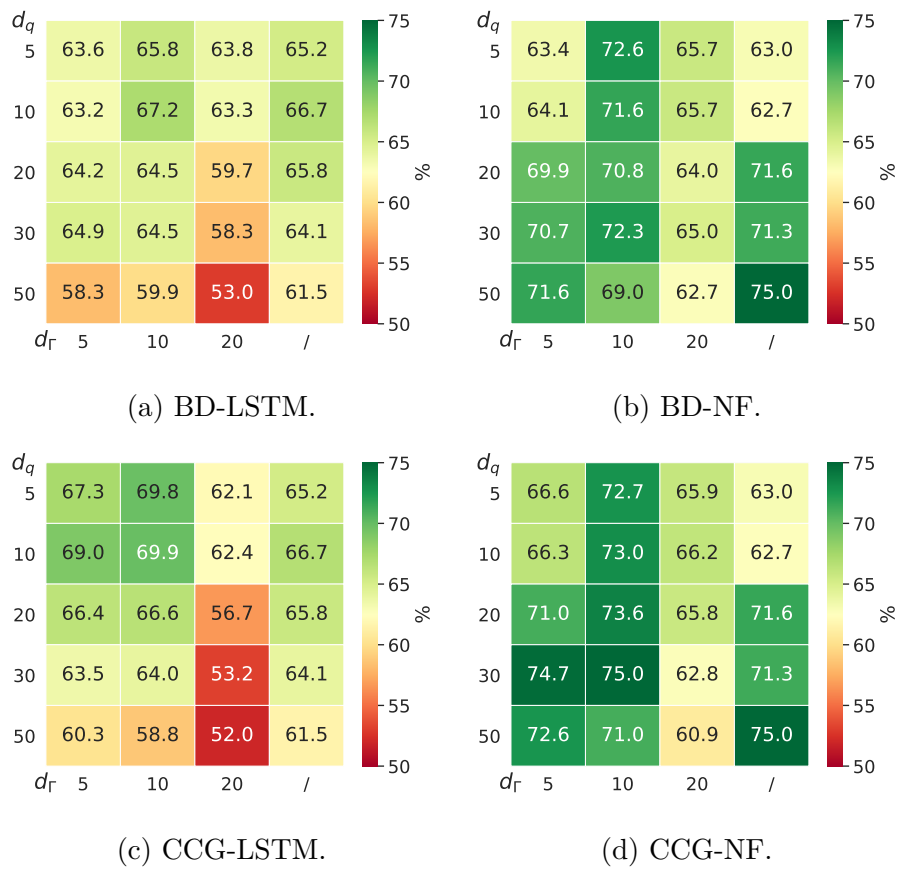 d_q
5 63.6 65.8 63.8 65.2
10 63.2 67.2 63.3 66.7
20 64.2 64.5 59.7 65.8
30 64.9 64.5 58.3 64.1
50 58.3 59.9 53.0 61.5
d_Γ 5 10 20 /
75
70
65
60
55
50
%
(a) BD-LSTM.
d_q
5 63.4 72.6 65.7 63.0
10 64.1 71.6 65.7 62.7
20 69.9 70.8 64.0 71.6
30 70.7 72.3 65.0 71.3
50 71.6 69.0 62.7 75.0
d_Γ 5 10 20 /
75
70
65
60
55
50
%
(b) BD-NF.
d_q
5 67.3 69.8 62.1 65.2
10 69.0 69.9 62.4 66.7
20 66.4 66.6 56.7 65.8
30 63.5 64.0 53.2 64.1
50 60.3 58.8 52.0 61.5
d_Γ 5 10 20 /
75
70
65
60
55
50
%
(c) CCG-LSTM.
d_q
5 66.6 72.7 65.9 63.0
10 66.3 73.0 66.2 62.7
20 71.0 73.6 65.8 71.6
30 74.7 75.0 62.8 71.3
50 72.6 71.0 60.9 75.0
d_Γ 5 10 20 /
75
70
65
60
55
50
%
(d) CCG-NF.